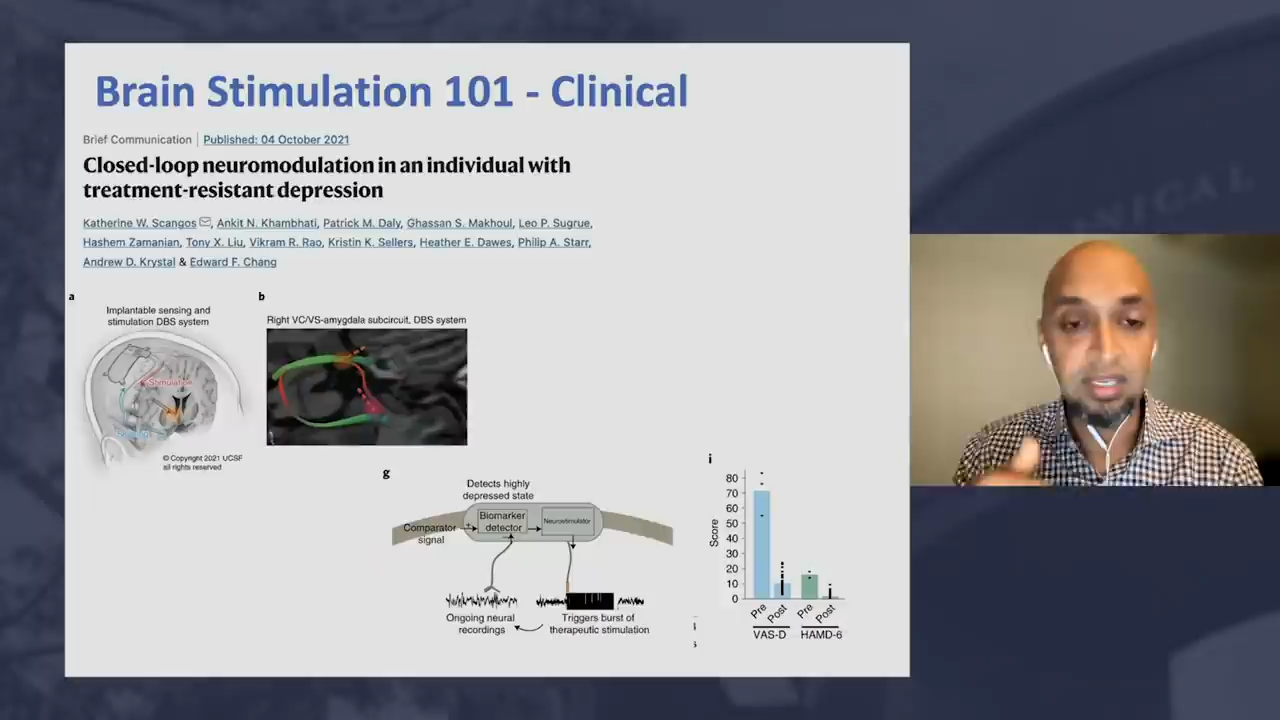 Brain Stimulation 101 - Clinical
Brief Communication | Published: 04 October 2021
Closed-loop neuromodulation in an individual with
treatment-resistant depression
Katherine W. Scangos, Ankit N. Khambhati, Patrick M. Daly, Ghassan S. Makhoul, Leo P. Sugrue,
Hashem Zamanian, Tony X. Liu, Vikram R. Rao, Kristin K. Sellers, Heather E. Dawes, Philip A. Starr,
Andrew D. Krystal & Edward F. Chang
a
Implantable sensing and
stimulation DBS system
Stimulation
© Copyright 2021 UCSF
all rights reserved
b
Right VC/VS-amygdala subcircuit, DBS system
g
Detects highly
depressed state
Comparator
signal
Biomarker
detector
Neurostimulator
Ongoing neural
recordings
Triggers burst of
therapeutic stimulation
i
Score
80
70
60
50
40
30
20
10
0
Pre
Post
Pre
Post
VAS-D
HAMD-6
NICAL